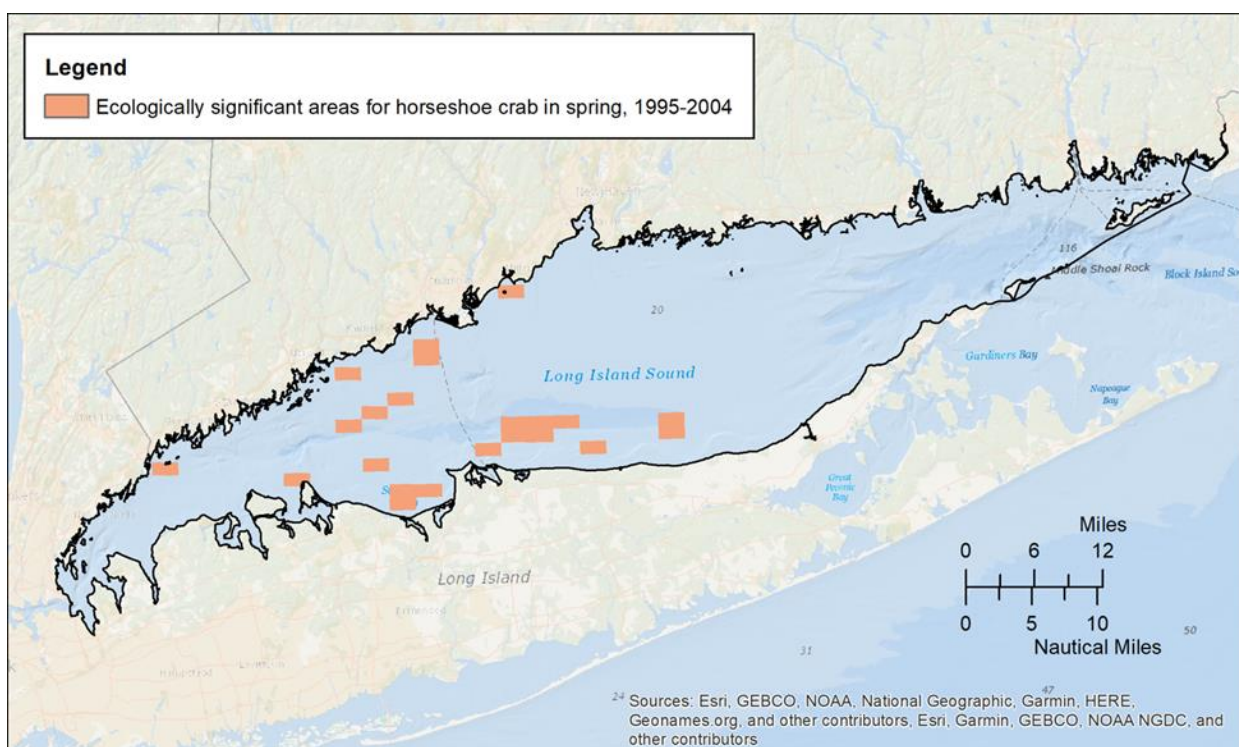 Legend
Ecologically significant areas for horseshoe crab in spring, 1995-2004
116
Middle Shoal Rock
Block Island So
20
Long Island Sound
Gardiners Bay
Napeague
Bay
Great
Peconic
Bay
Long Island
Miles
0 6 12
0 5 10
Nautical Miles
50
31
47
24
Sources: Esri, GEBCO, NOAA, National Geographic, Garmin, HERE,
Geonames.org, and other contributors, Esri, Garmin, GEBCO, NOAA NGDC, and
other contributors